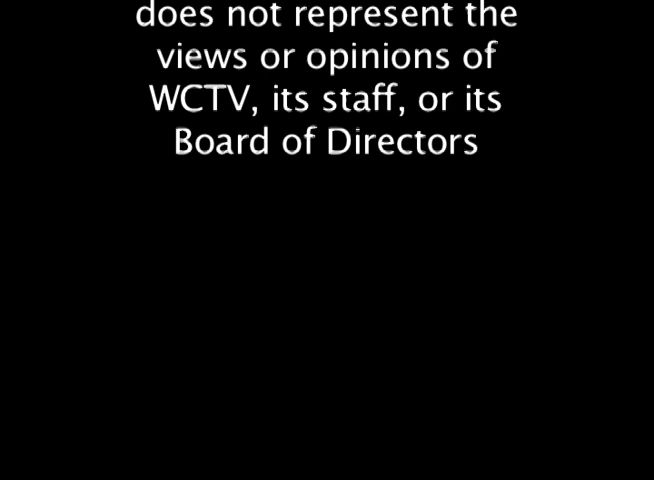 does not represent the
views or opinions of
WCTV, its staff, or its
Board of Directors